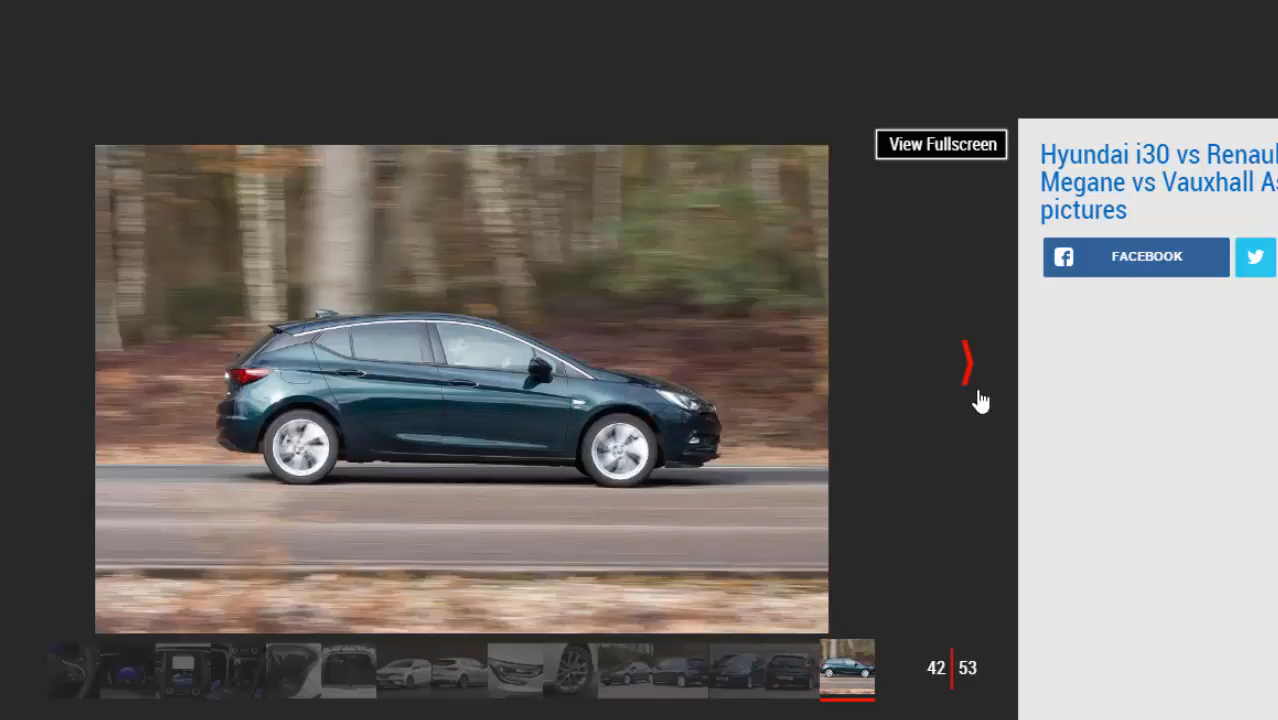 View Fullscreen
Hyundai i30 vs Renaul
Megane vs Vauxhall As
pictures
FACEBOOK
42 53